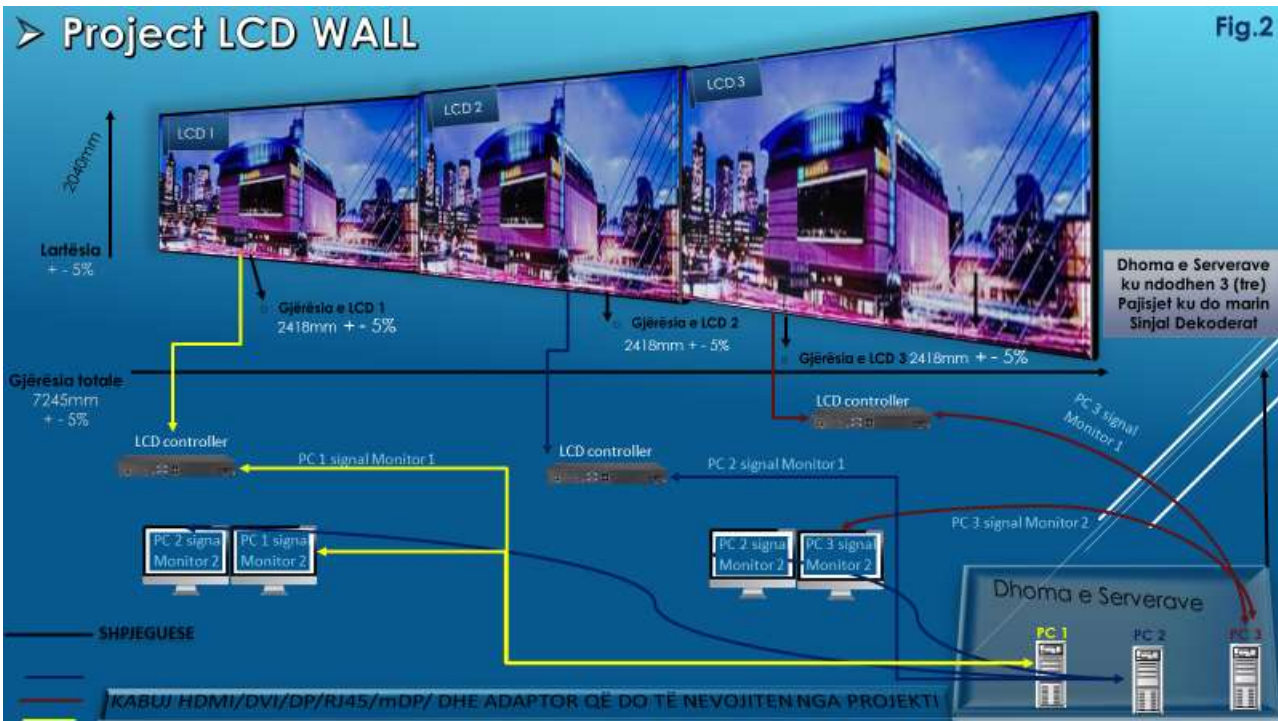 ➢ Project LCD WALL
Fig.2
LCD 1
LCD 2
LCD 3
2040mm
Lartësia
+ - 5%
Gjërësia e LCD 1
2418mm + - 5%
Gjërësia e LCD 2
2418mm + - 5%
Gjërësia e LCD 3 2418mm + - 5%
Dhoma e Serverave
ku ndodhen 3 (tre)
Pajisjet ku do marin
Sinjal Dekoderat
Gjërësia totale
7245mm
+ - 5%
LCD controller
PC 3 signal
Monitor 1
LCD controller
PC 1 signal Monitor 1
LCD controller
PC 2 signal Monitor 1
PC 2 signal
Monitor 2
PC 1 signal
Monitor 2
PC 2 signal
Monitor 2
PC 3 signal
Monitor 2
PC 3 signal Monitor 2
Dhoma e Serverave
SHPJEGUESE
PC 1
PC 2
PC 3
KABUJ HDMI/DVI/DP/RJ45/mDP/ DHE ADAPTOR QË DO TË NEVOJITEN NGA PROJEKTI